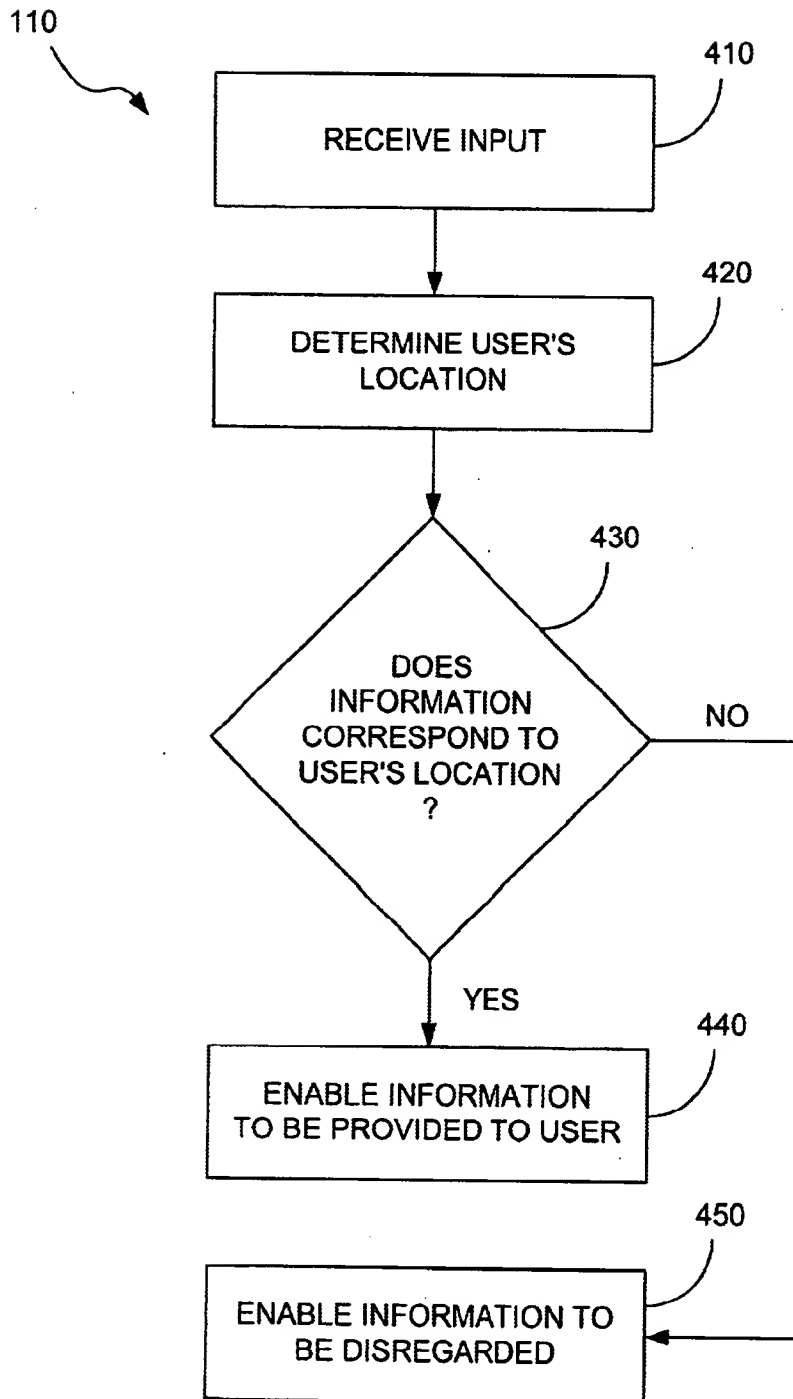 110
410
RECEIVE INPUT
420
DETERMINE USER'S
LOCATION
430
DOES
INFORMATION
CORRESPOND TO
USER'S LOCATION
?
NO
YES
440
ENABLE INFORMATION
TO BE PROVIDED TO USER
450
ENABLE INFORMATION TO
BE DISREGARDED